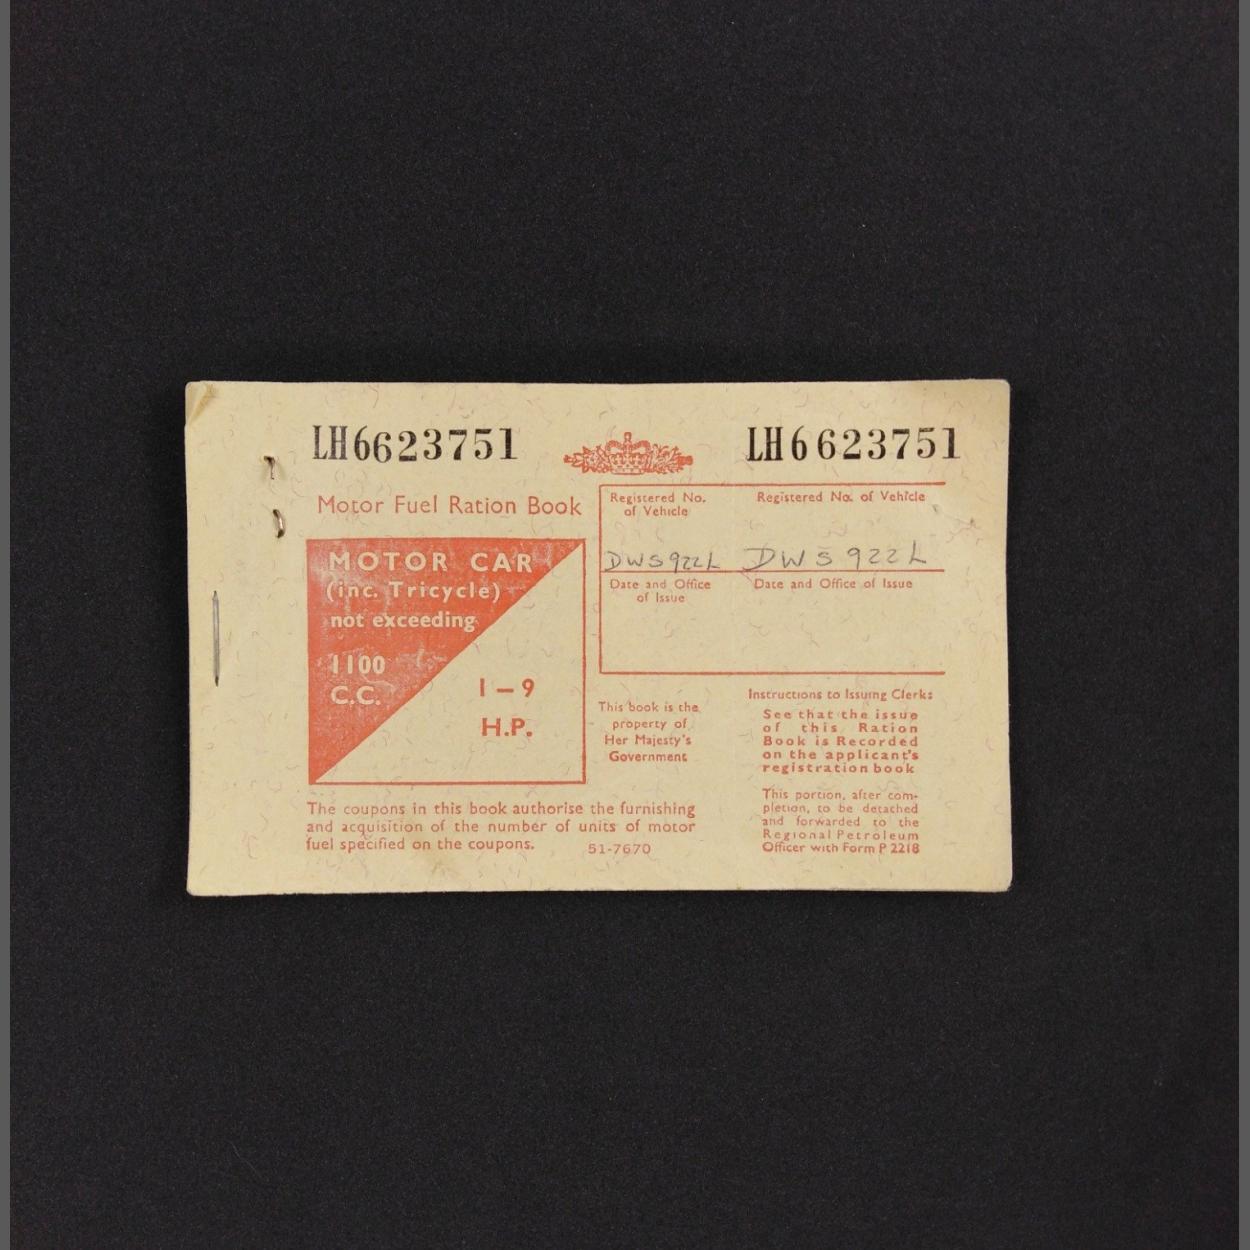 LH6623751
LH6623751
Motor Fuel Ration Book
MOTOR CAR
(inc. Tricycle)
not exceeding
1100
C.C.
1–9
H.P.
The coupons in this book authorise the furnishing
and acquisition of the number of units of motor
fuel specified on the coupons.
51-7670
Registered No.
of Vehicle
DWS922L
Date and Office
of Issue
This book is the
property of
Her Majesty's
Government
Registered No. of Vehicle
DWS922L
Date and Office of Issue
Instructions to Issuing Clerk:
See that the issue
of this Ration
Book is Recorded
on the applicant's
registration book
This portion, after com-
pletion, to be detached
and forwarded to the
Regional Petroleum
Officer with Form P 2218